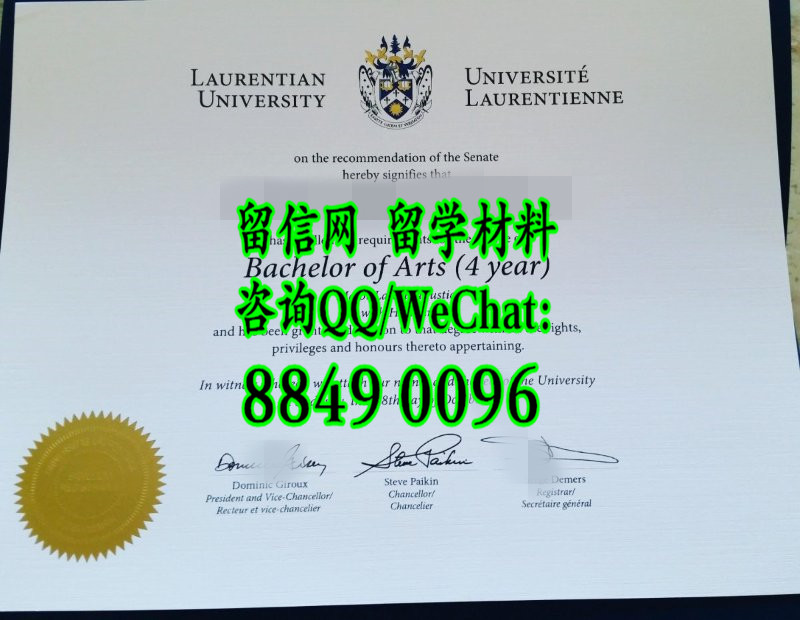 LAURENTIAN
UNIVERSITY
UNIVERSITÉ
LAURENTIENNE
on the recommendation of the Senate
hereby signifies that
留信网 留学材料
Bachelor of Arts (4 year)
咨询QQ/WeChat:
and rights,
privileges and honours thereto appertaining.
8849 0096
In University
Dominic Giroux
President and Vice-Chancellor/
Recteur et vice-chancelier
Steve Paikin
Chancellor/
Chancelier
Demers
Registrar/
Secrétaire général